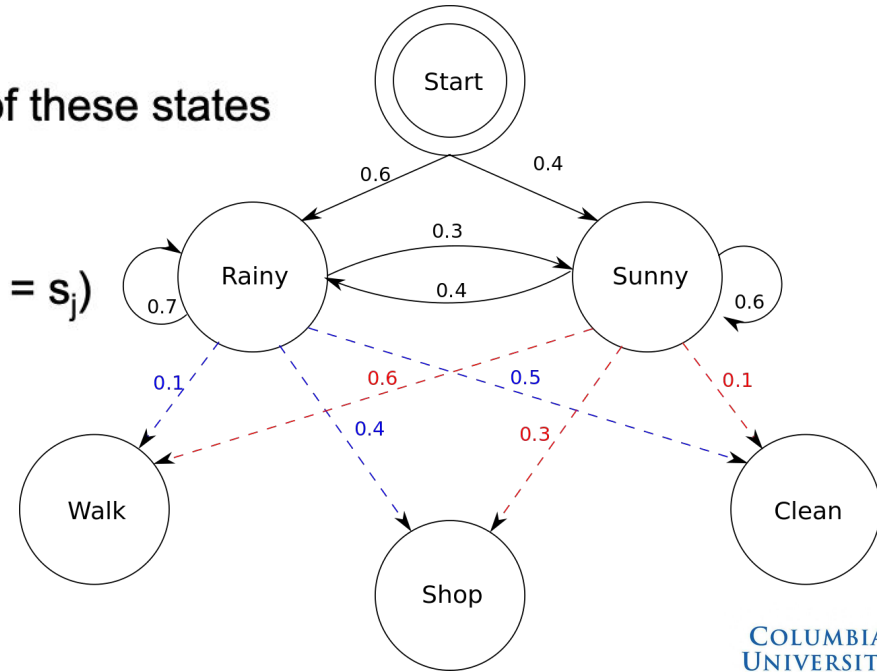 Start
of these states
0.6
0.4
0.3
Rainy
Sunny
= sj)
0.7
0.4
0.6
0.1
0.6
0.5
0.1
0.4
0.3
Walk
Clean
Shop
COLUMBIA
UNIVERSIT